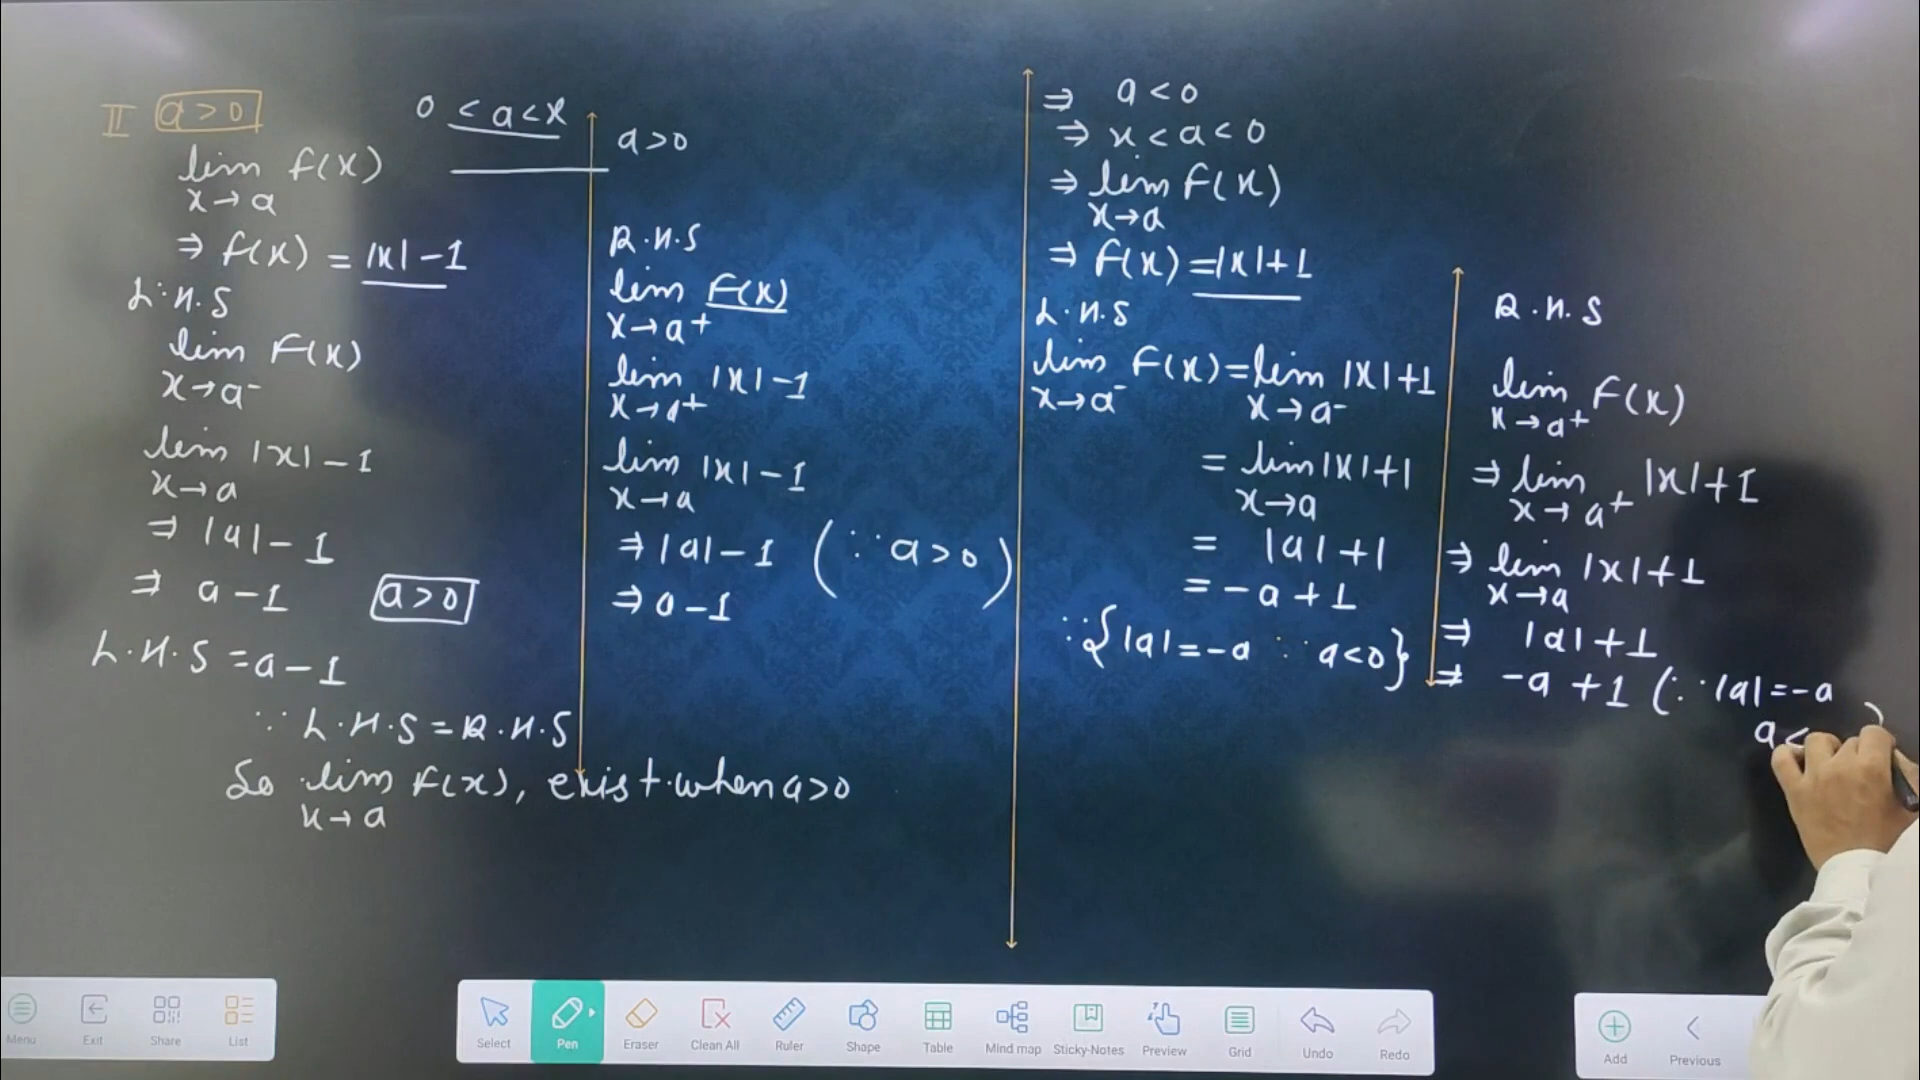 II a>0
0 < a < x
lim f(x)
x→a
⇒ f(x) = |x| - 1
L.H.S
lim F(x)
x→a-
lim |x| - 1
x→a
⇒ |a| - 1
⇒ a - 1 a>0
L.H.S = a - 1
∵ L.H.S = R.H.S
So lim F(x), exist when a>0
x→a
a>0
R.H.S
lim F(x)
x→a+
lim |x| - 1
x→a+
lim |x| - 1
x→a
⇒ |a| - 1 (∵ a>0)
⇒ a - 1
⇒ a<0
⇒ x<a<0
⇒ lim F(x)
x→a
⇒ F(x) = |x| + 1
L.H.S
lim F(x) = lim |x| + 1
x→a- x→a-
= lim |x| + 1
x→a
= |a| + 1
= -a + 1
∵ {|a| = -a ∵ a<0}
R.H.S
lim F(x)
x→a+
⇒ lim |x| + 1
x→a+
⇒ lim |x| + 1
x→a
⇒ |a| + 1
⇒ -a + 1 (∵ |a| = -a
a< )
Menu Exit Share List
Select Pen Eraser Clean All Ruler Shape Table Mind map Sticky-Notes Preview Grid Undo Redo
Add Previous